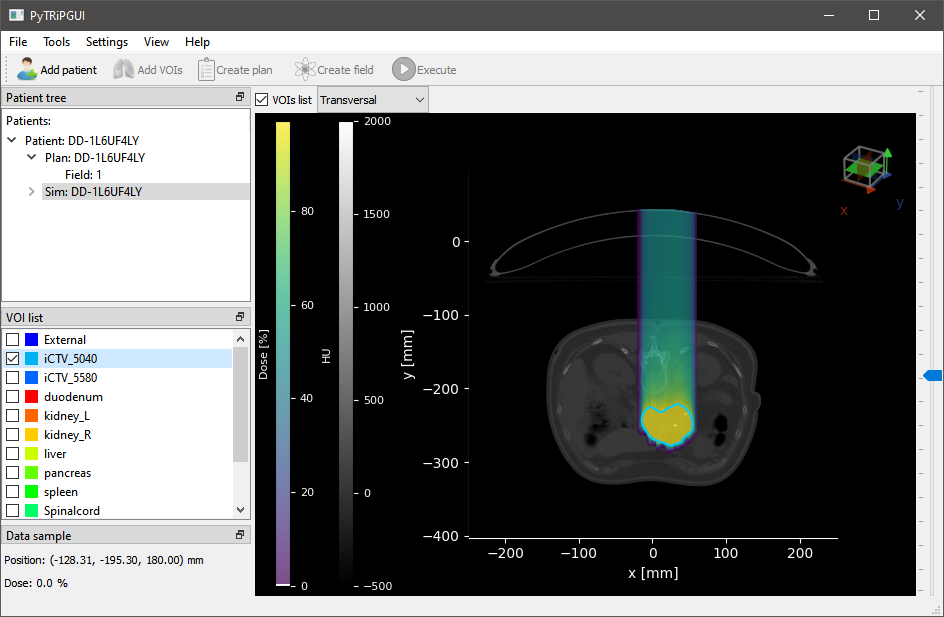 PyTRiPGUI
File Tools Settings View Help
Add patient Add VOIs Create plan Create field Execute
Patient tree
Patients:
Patient: DD-1L6UF4LY
Plan: DD-1L6UF4LY
Field: 1
Sim: DD-1L6UF4LY
VOI list
External
iCTV_5040
iCTV_5580
duodenum
kidney_L
kidney_R
liver
pancreas
spleen
Spinalcord
Data sample
Position: (-128.31, -195.30, 180.00) mm
Dose: 0.0 %
VOIs list Transversal
Dose [%]
80
60
40
20
0
HU
2000
1500
1000
500
0
−500
y [mm]
0
−100
−200
−300
−400
−200 −100 0 100 200
x [mm]
x y